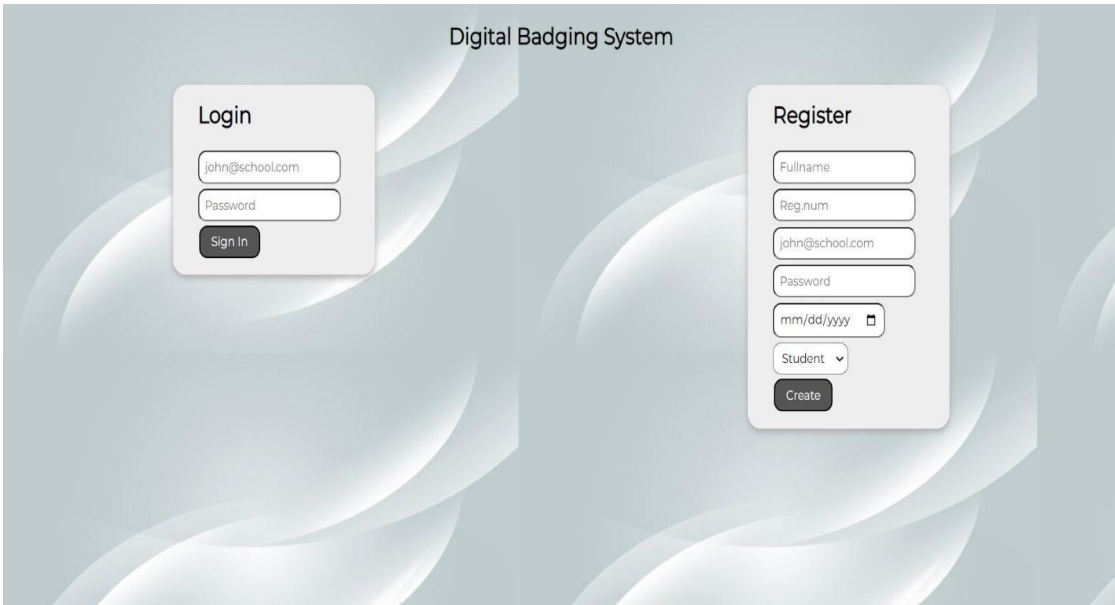 Digital Badging System
Login
john@school.com
Password
Sign In
Register
Fullname
Reg.num
john@school.com
Password
mm/dd/yyyy
Student
Create